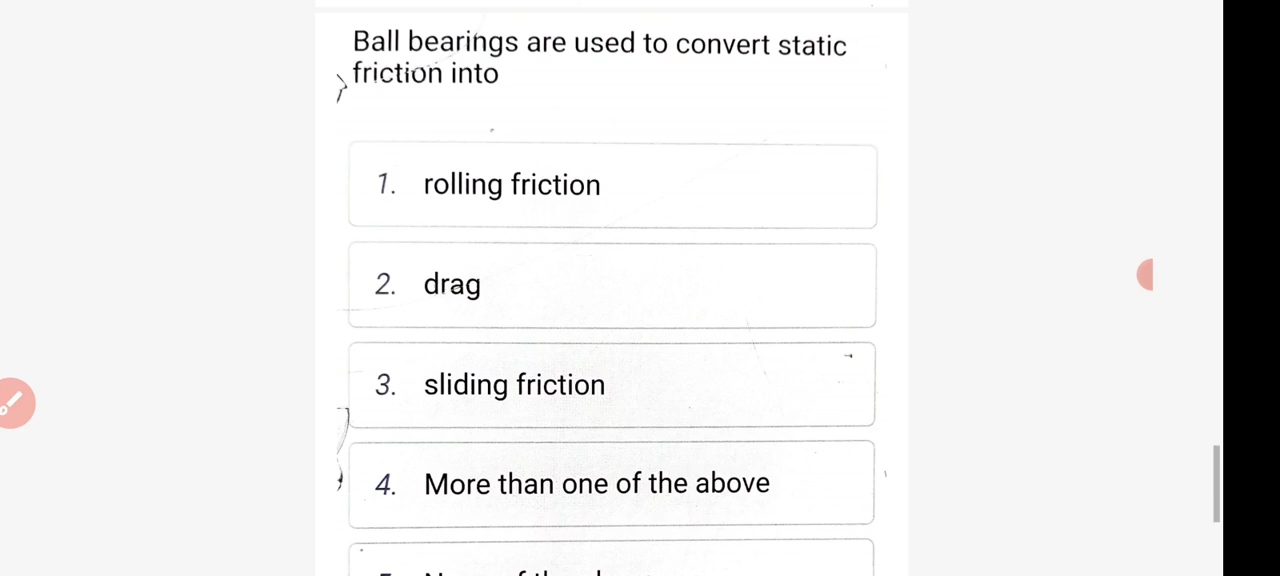 Ball bearings are used to convert static
friction into
1. rolling friction
2. drag
3. sliding friction
4. More than one of the above